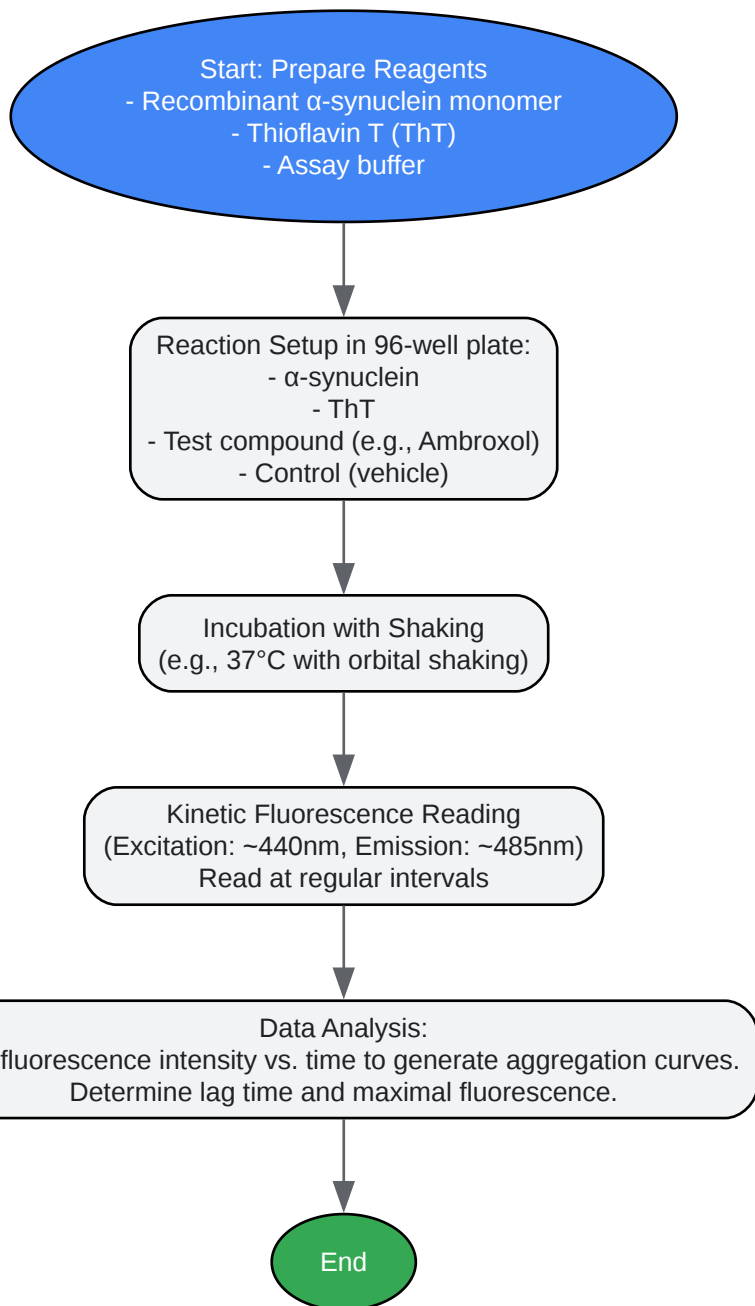 Start: Prepare Reagents
- Recombinant α-synuclein monomer
- Thioflavin T (ThT)
- Assay buffer
Reaction Setup in 96-well plate:
- α-synuclein
- ThT
- Test compound (e.g., Ambroxol)
- Control (vehicle)
Incubation with Shaking
(e.g., 37°C with orbital shaking)
Kinetic Fluorescence Reading
(Excitation: ~440nm, Emission: ~485nm)
Read at regular intervals
Data Analysis:
fluorescence intensity vs. time to generate aggregation curves.
Determine lag time and maximal fluorescence.
End